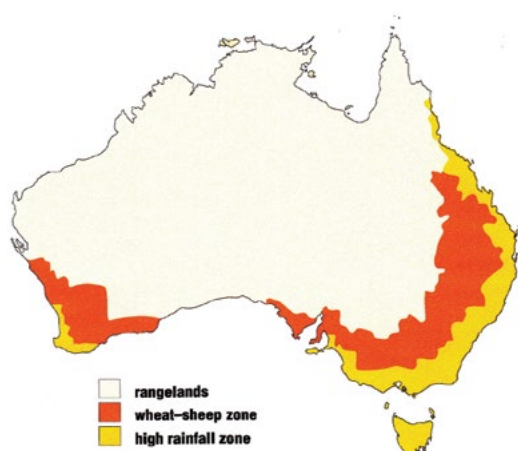 rangelands
wheat–sheep zone
high rainfall zone